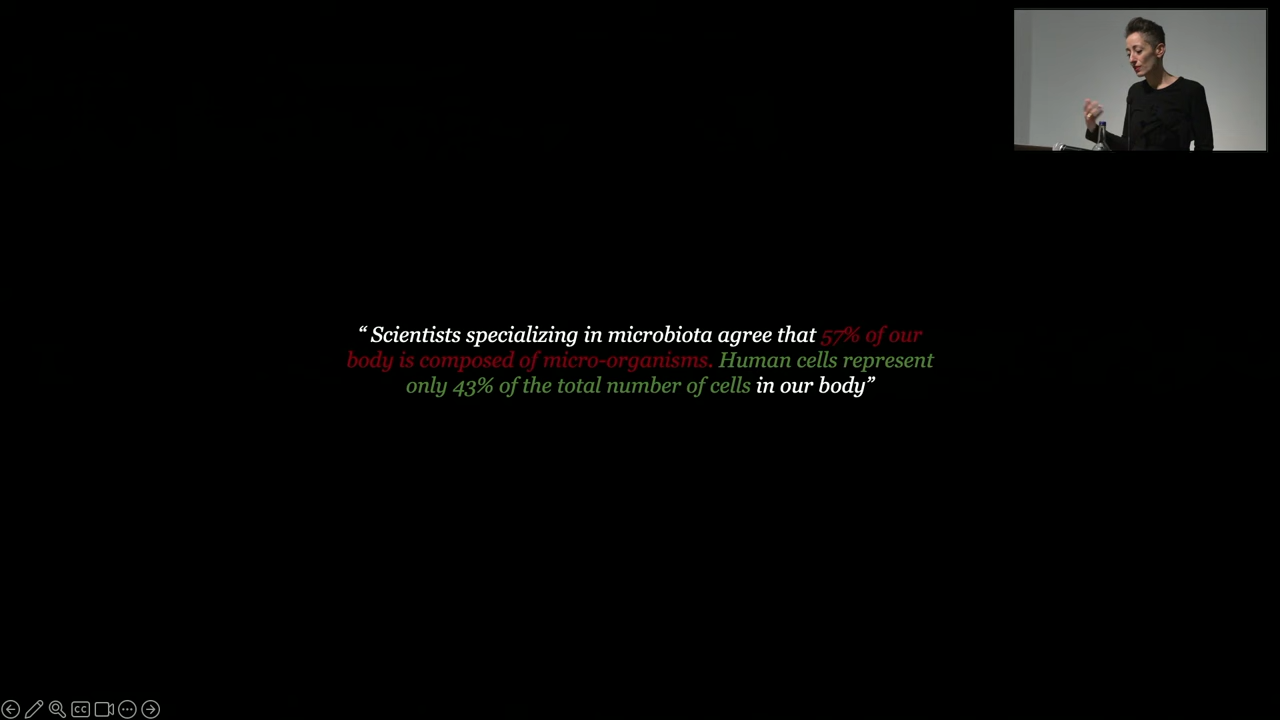 “ Scientists specializing in microbiota agree that 57% of our
body is composed of micro-organisms. Human cells represent
only 43% of the total number of cells in our body”
CC